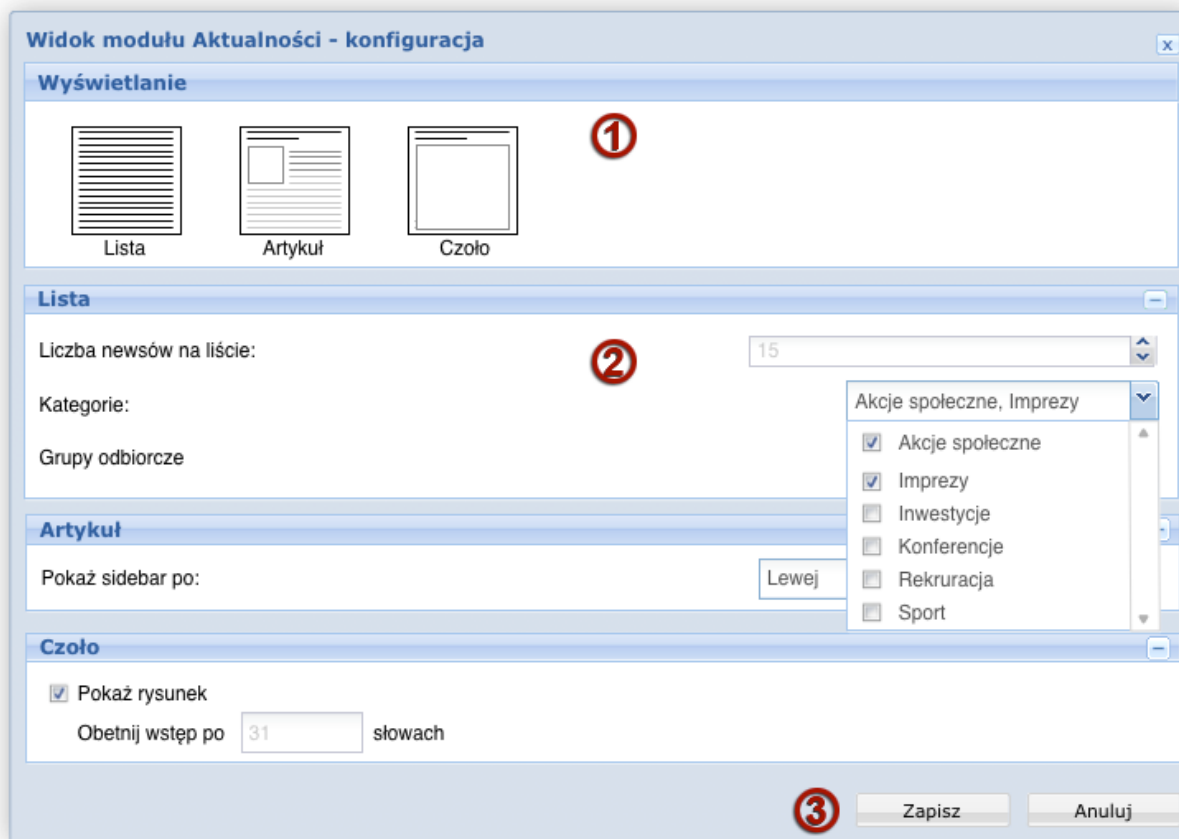 Widok modułu Aktualności - konfiguracja
x
Wyświetlanie
1
Lista Artykuł Czoło
Lista
Liczba newsów na liście: 15
2
Kategorie: Akcje społeczne, Imprezy
Akcje społeczne
Grupy odbiorcze
Imprezy
Inwestycje
Artykuł
Konferencje
Pokaż sidebar po: Lewej
Rekruracja
Sport
Czoło
Pokaż rysunek
Obetnij wstęp po 31 słowach
3 Zapisz Anuluj